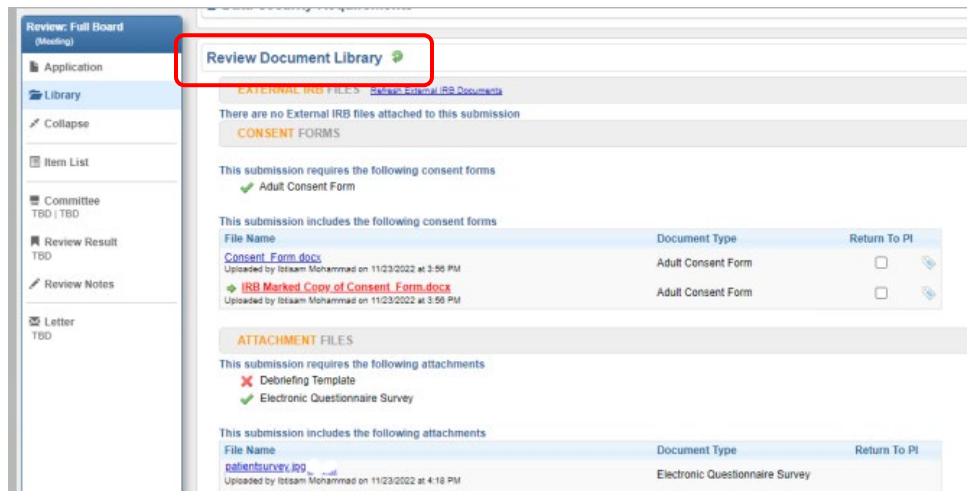 Review: Full Board
(Meeting)
Application
Library
Collapse
Item List
Committee
TBD | TBD
Review Result
TBD
Review Notes
Letter
TBD
Data Security Requirements
Review Document Library
EXTERNAL IRB FILES Refresh External IRB Documents
There are no External IRB files attached to this submission
CONSENT FORMS
This submission requires the following consent forms
Adult Consent Form
This submission includes the following consent forms
File Name Document Type Return To PI
Consent_Form.docx
Uploaded by Ibtisam Mohammad on 11/23/2022 at 3:56 PM
Adult Consent Form
IRB Marked Copy of Consent_Form.docx
Uploaded by Ibtisam Mohammad on 11/23/2022 at 3:56 PM
Adult Consent Form
ATTACHMENT FILES
This submission requires the following attachments
Debriefing Template
Electronic Questionnaire Survey
This submission includes the following attachments
File Name Document Type Return To PI
patientsurvey.jpg
Uploaded by Ibtisam Mohammad on 11/23/2022 at 4:18 PM
Electronic Questionnaire Survey